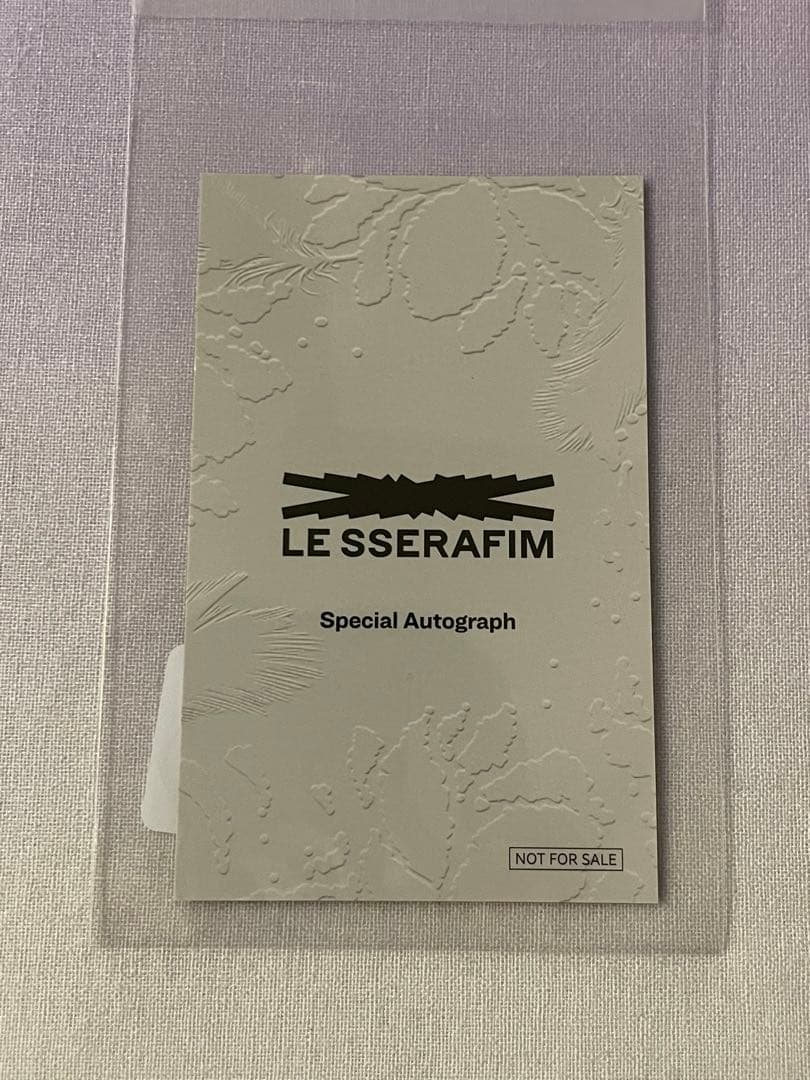 LE SSERAFIM
Special Autograph
NOT FOR SALE